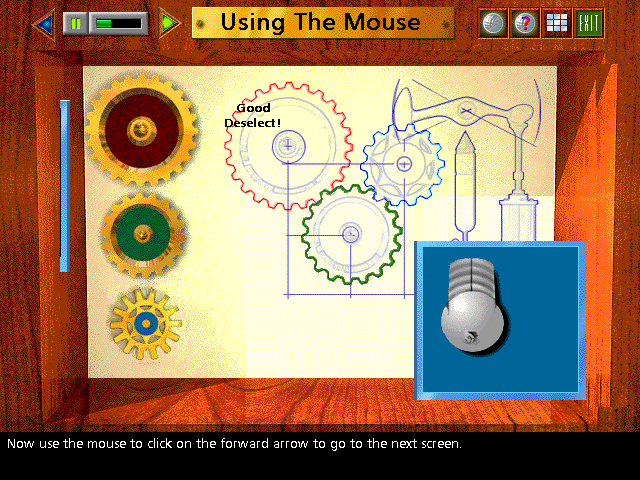 Using The Mouse
EXIT
Good
Deselect!
Now use the mouse to click on the forward arrow to go to the next screen.